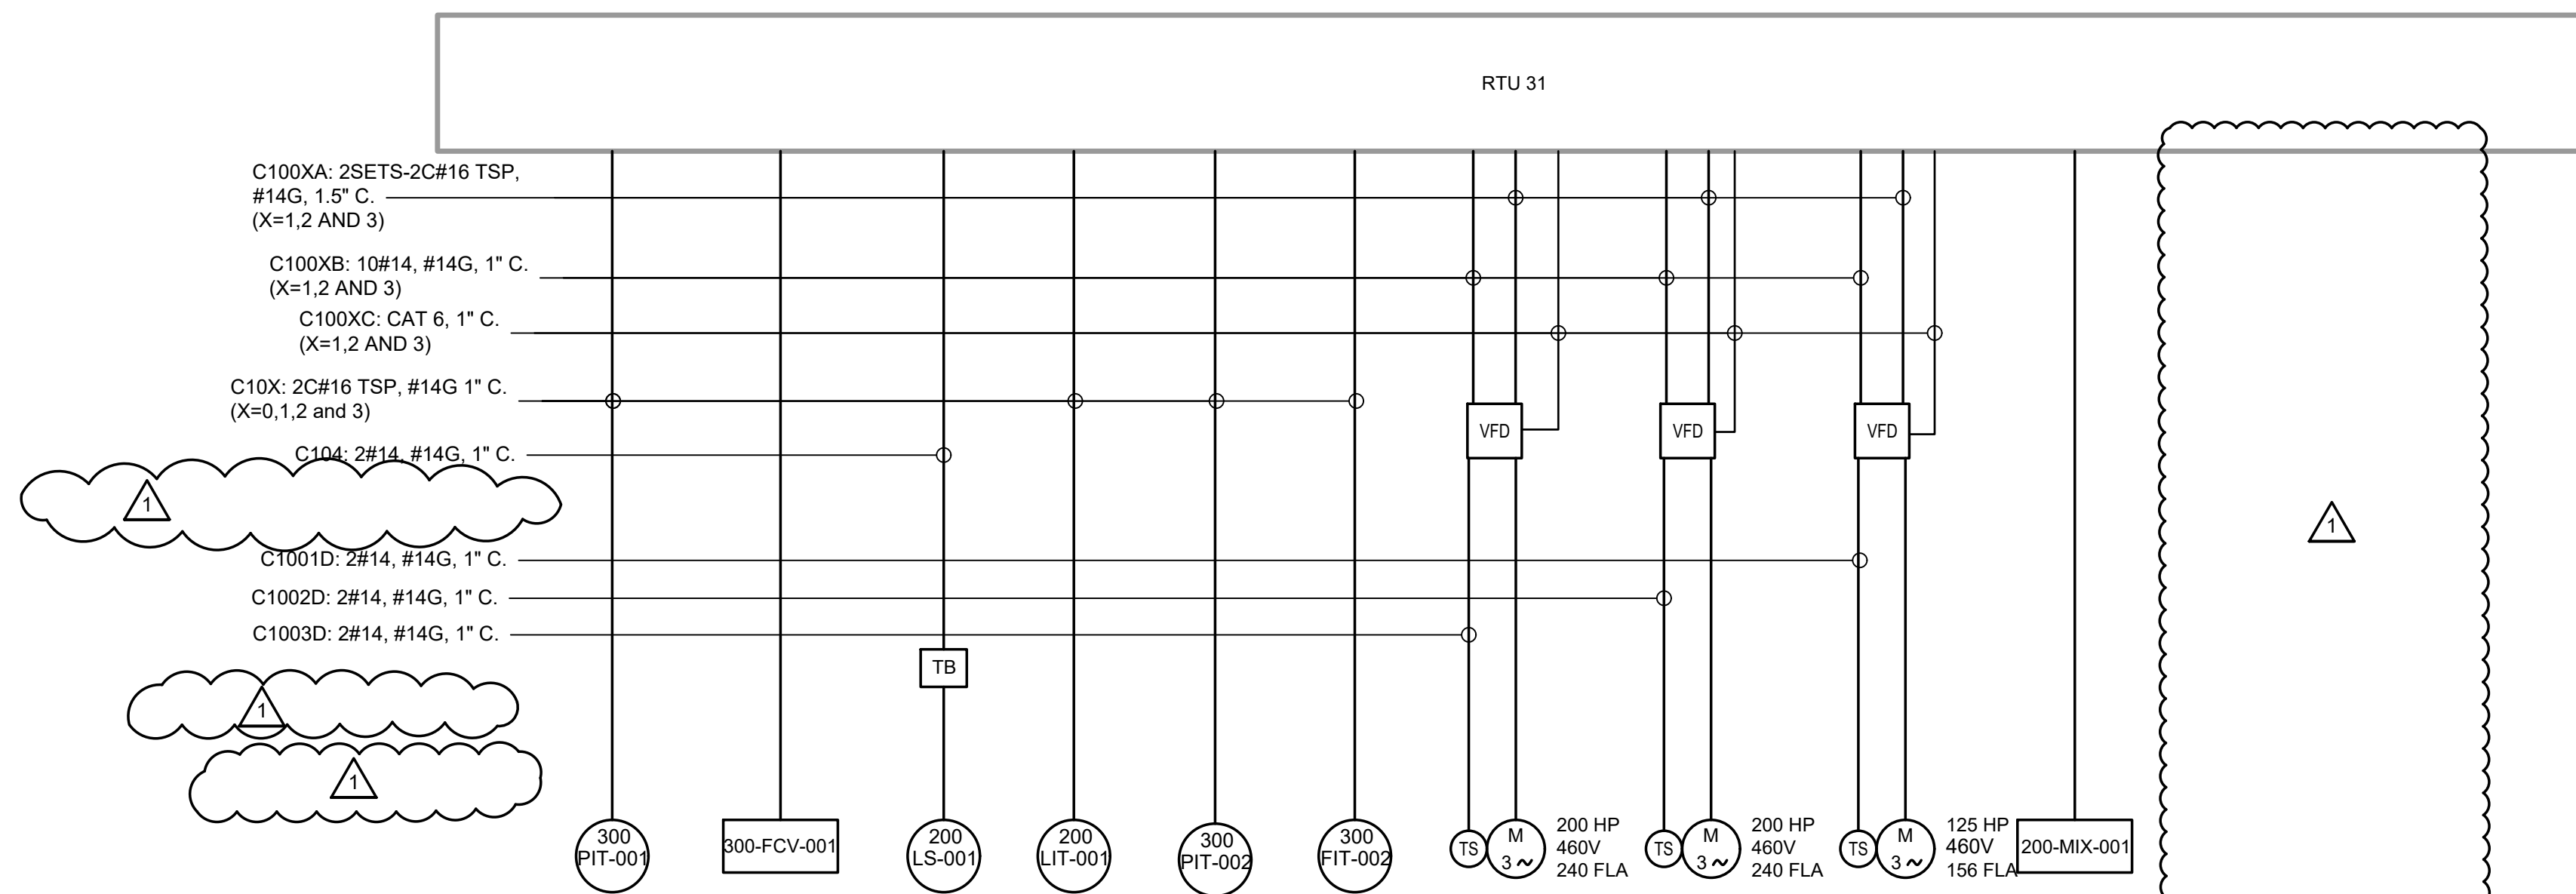 RTU 31
C100XA: 2SETS-2C#16 TSP,
#14G, 1.5" C.
(X=1,2 AND 3)
C100XB: 10#14, #14G, 1" C.
(X=1,2 AND 3)
C100XC: CAT 6, 1" C.
(X=1,2 AND 3)
C10X: 2C#16 TSP, #14G 1" C.
(X=0,1,2 and 3)
VFD
VFD
VFD
C104: 2#14, #14G, 1" C.
1
1
C1001D: 2#14, #14G, 1" C.
C1002D: 2#14, #14G, 1" C.
C1003D: 2#14, #14G, 1" C.
TB
1
1
300
PIT-001
300-FCV-001
200
LS-001
200
LIT-001
300
PIT-002
300
FIT-002
TS
M
3 ~
200 HP
460V
240 FLA
TS
M
3 ~
200 HP
460V
240 FLA
TS
M
3 ~
125 HP
460V
156 FLA
200-MIX-001